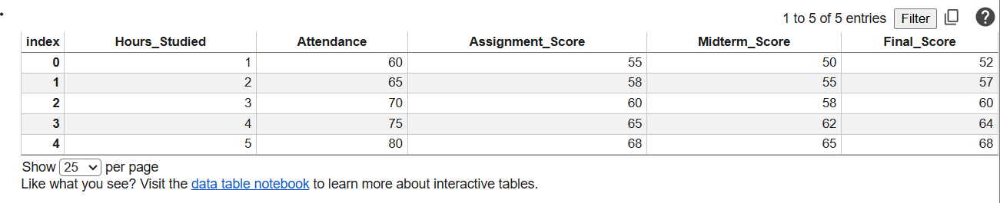 1 to 5 of 5 entries Filter ?
index Hours_Studied Attendance Assignment_Score Midterm_Score Final_Score
0 1 60 55 50 52
1 2 65 58 55 57
2 3 70 60 58 60
3 4 75 65 62 64
4 5 80 68 65 68
Show 25 per page
Like what you see? Visit the data table notebook to learn more about interactive tables.